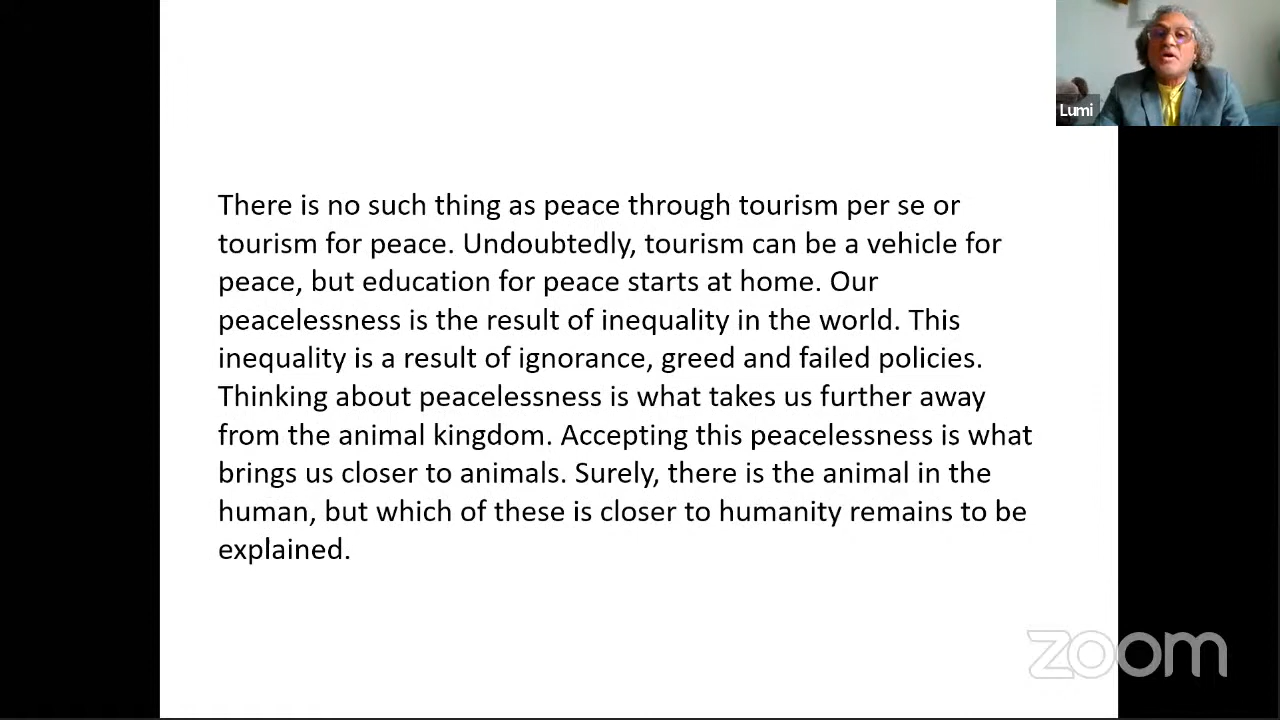 Lumi
There is no such thing as peace through tourism per se or
tourism for peace. Undoubtedly, tourism can be a vehicle for
peace, but education for peace starts at home. Our
peacelessness is the result of inequality in the world. This
inequality is a result of ignorance, greed and failed policies.
Thinking about peacelessness is what takes us further away
from the animal kingdom. Accepting this peacelessness is what
brings us closer to animals. Surely, there is the animal in the
human, but which of these is closer to humanity remains to be
explained.
zoom